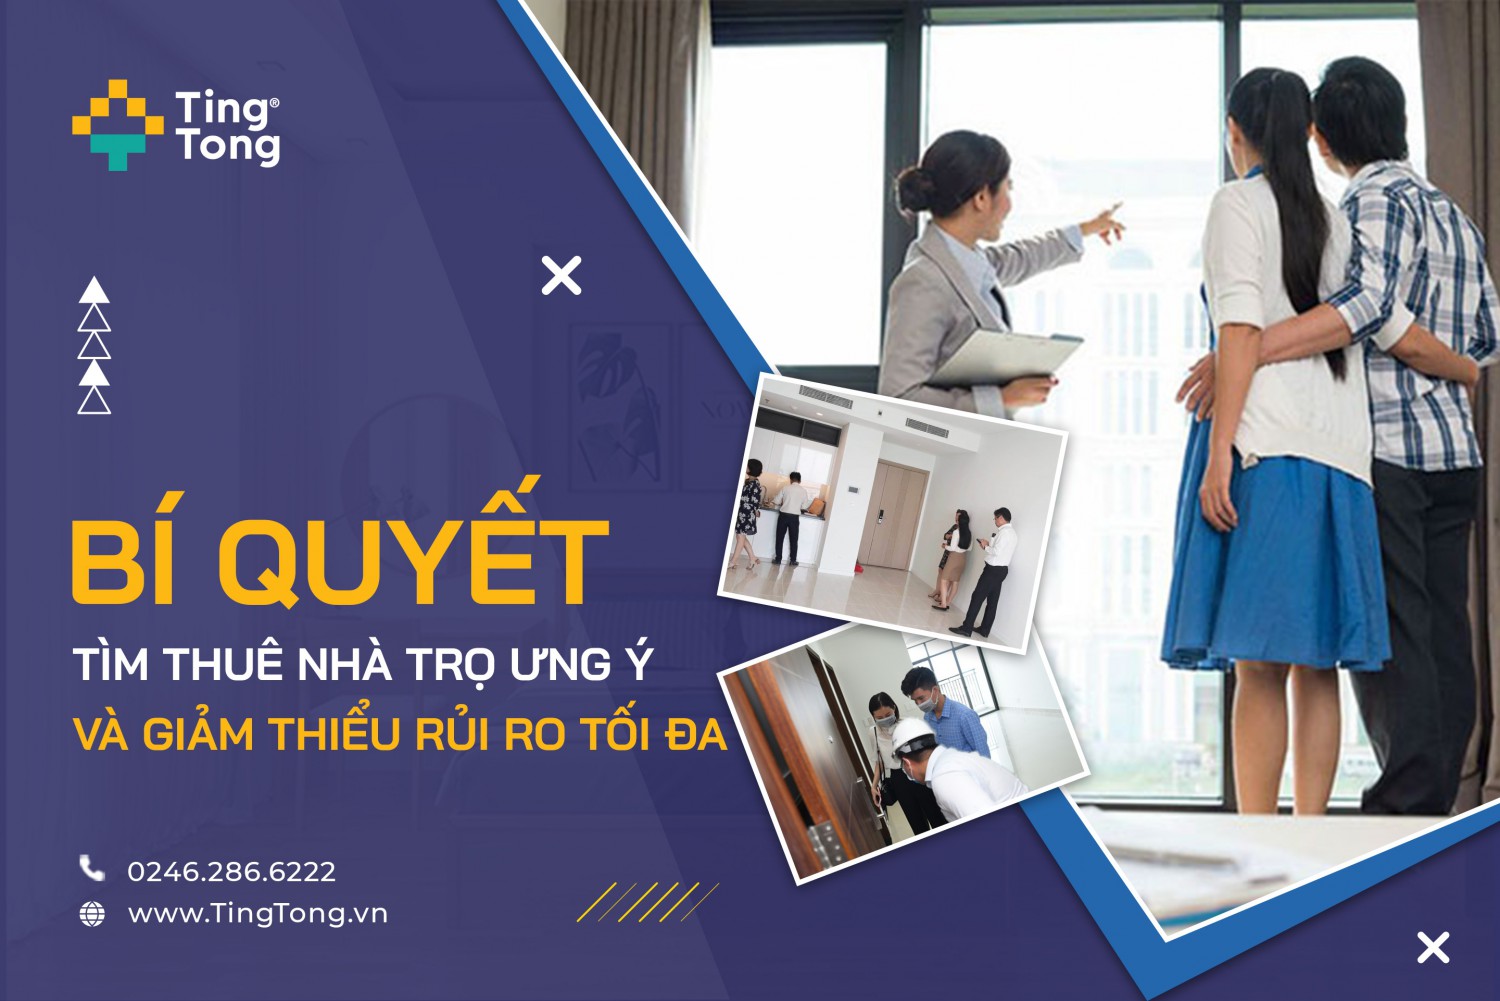 Ting®
Tong
BÍ QUYẾT
TÌM THUÊ NHÀ TRỌ ƯNG Ý
VÀ GIẢM THIỂU RỦI RO TỐI ĐA
0246.286.6222
www.TingTong.vn